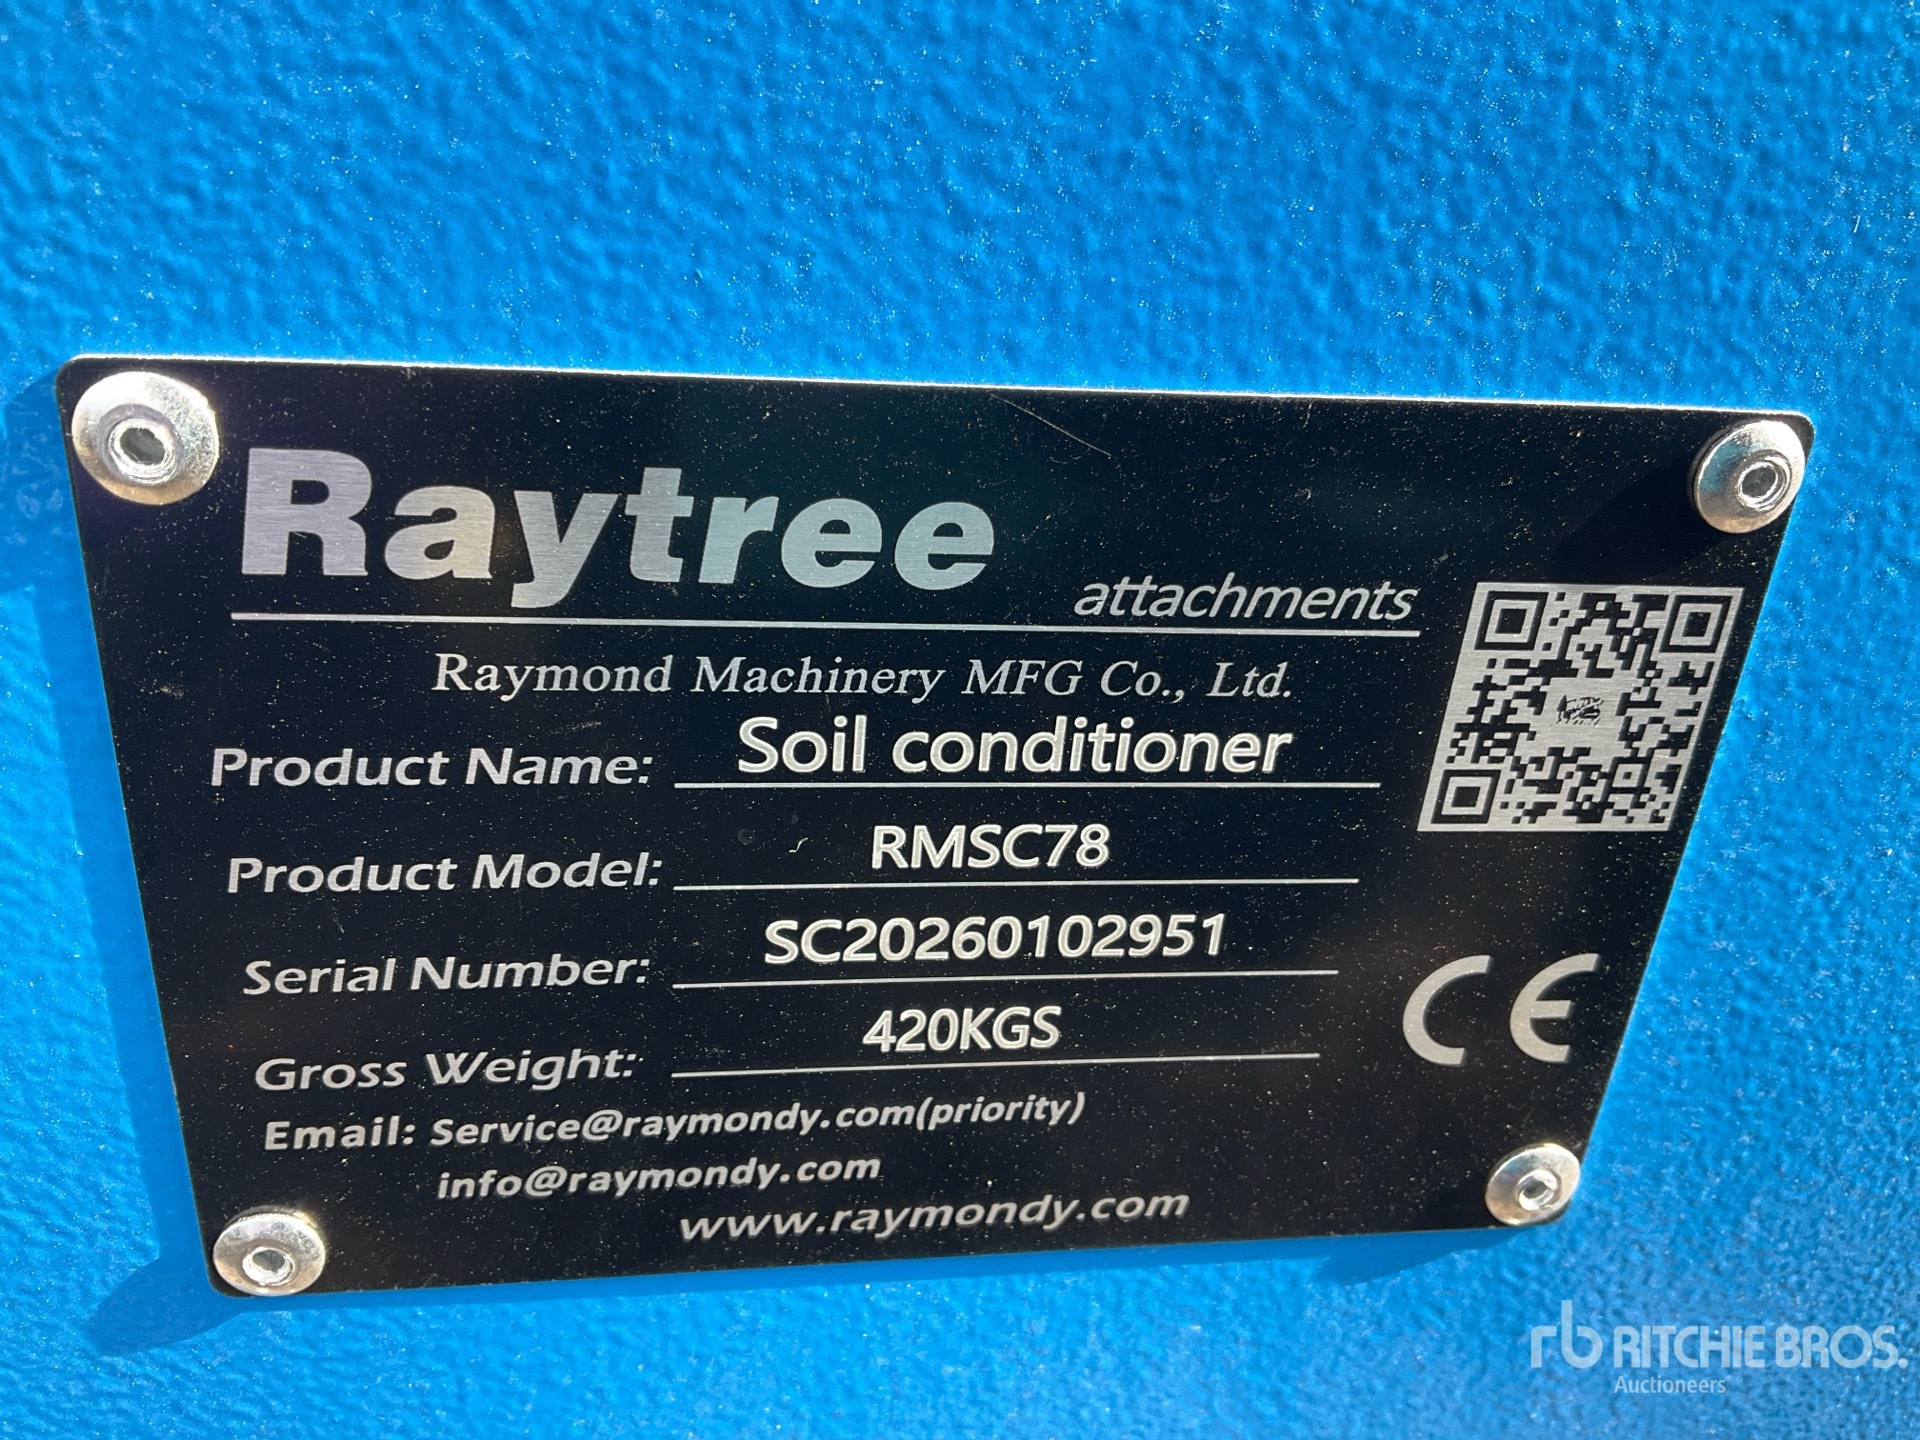 Raytree attachments
Raymond Machinery MFG Co., Ltd.
Product Name: Soil conditioner
Product Model: RMSC78
Serial Number: SC20260102951
Gross Weight: 420KGS
CE
Email: Service@raymondy.com(priority)
info@raymondy.com
www.raymondy.com
rb RITCHIE BROS.
Auctioneers